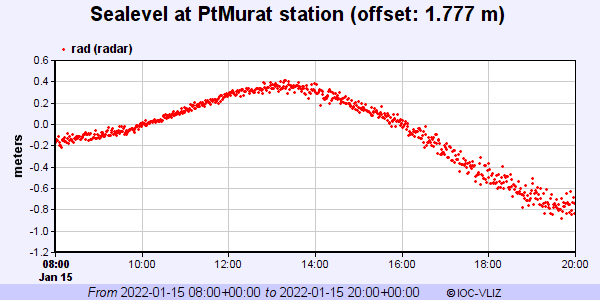 Sealevel at PtMurat station (offset: 1.777 m)
rad (radar)
meters
0.6
0.4
0.2
0.0
-0.2
-0.4
-0.6
-0.8
-1.0
-1.2
08:00 10:00 12:00 14:00 16:00 18:00 20:00
Jan 15
From 2022-01-15 08:00+00:00 to 2022-01-15 20:00+00:00 © IOC-VLIZ